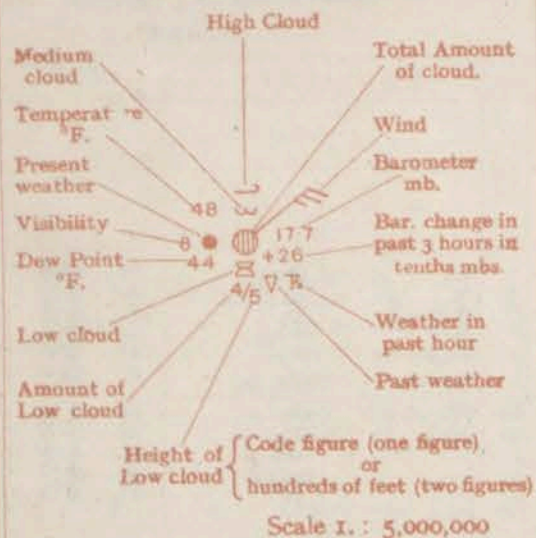 High Cloud
Medium
cloud
Total Amount
of cloud.
Temperat re
°F.
Wind
Present
weather
Barometer
mb.
48
Visibility
8
177
Bar. change in
past 3 hours in
tenths mbs.
+26
Dew Point
°F.
44
4/5
Low cloud
Weather in
past hour
Amount of
Low cloud
Past weather
Height of
Low cloud
Code figure (one figure)
or
hundreds of feet (two figures)
Scale 1. : 5,000,000